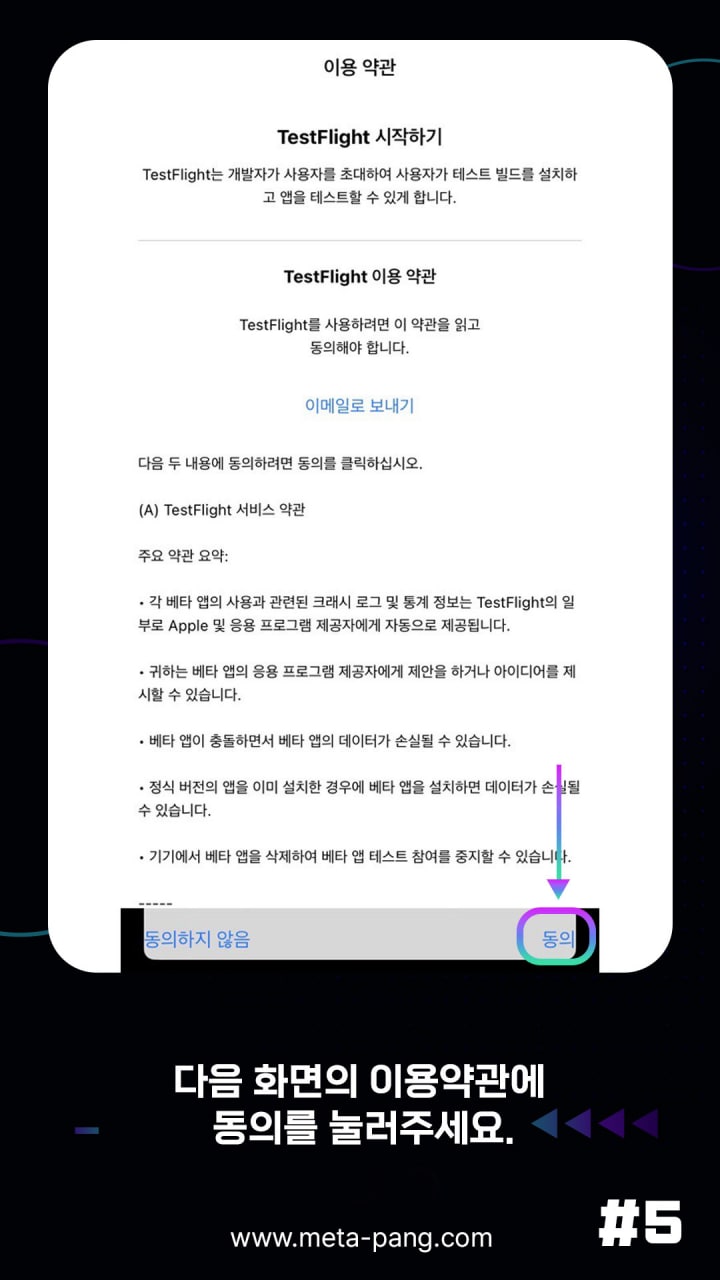 이용 약관
TestFlight 시작하기
TestFlight는 개발자가 사용자를 초대하여 사용자가 테스트 빌드를 설치하
고 앱을 테스트할 수 있게 합니다.
TestFlight 이용 약관
TestFlight를 사용하려면 이 약관을 읽고
동의해야 합니다.
이메일로 보내기
다음 두 내용에 동의하려면 동의를 클릭하십시오.
(A) TestFlight 서비스 약관
주요 약관 요약:
• 각 베타 앱의 사용과 관련된 크래시 로그 및 통계 정보는 TestFlight의 일
부로 Apple 및 응용 프로그램 제공자에게 자동으로 제공됩니다.
• 귀하는 베타 앱의 응용 프로그램 제공자에게 제안을 하거나 아이디어를 제
시할 수 있습니다.
• 베타 앱이 충돌하면서 베타 앱의 데이터가 손실될 수 있습니다.
• 정식 버전의 앱을 이미 설치한 경우에 베타 앱을 설치하면 데이터가 손실될
수 있습니다.
• 기기에서 베타 앱을 삭제하여 베타 앱 테스트 참여를 중지할 수 있습니다.
-----
동의하지 않음 동의
다음 화면의 이용약관에
동의를 눌러주세요.
#5
www.meta-pang.com